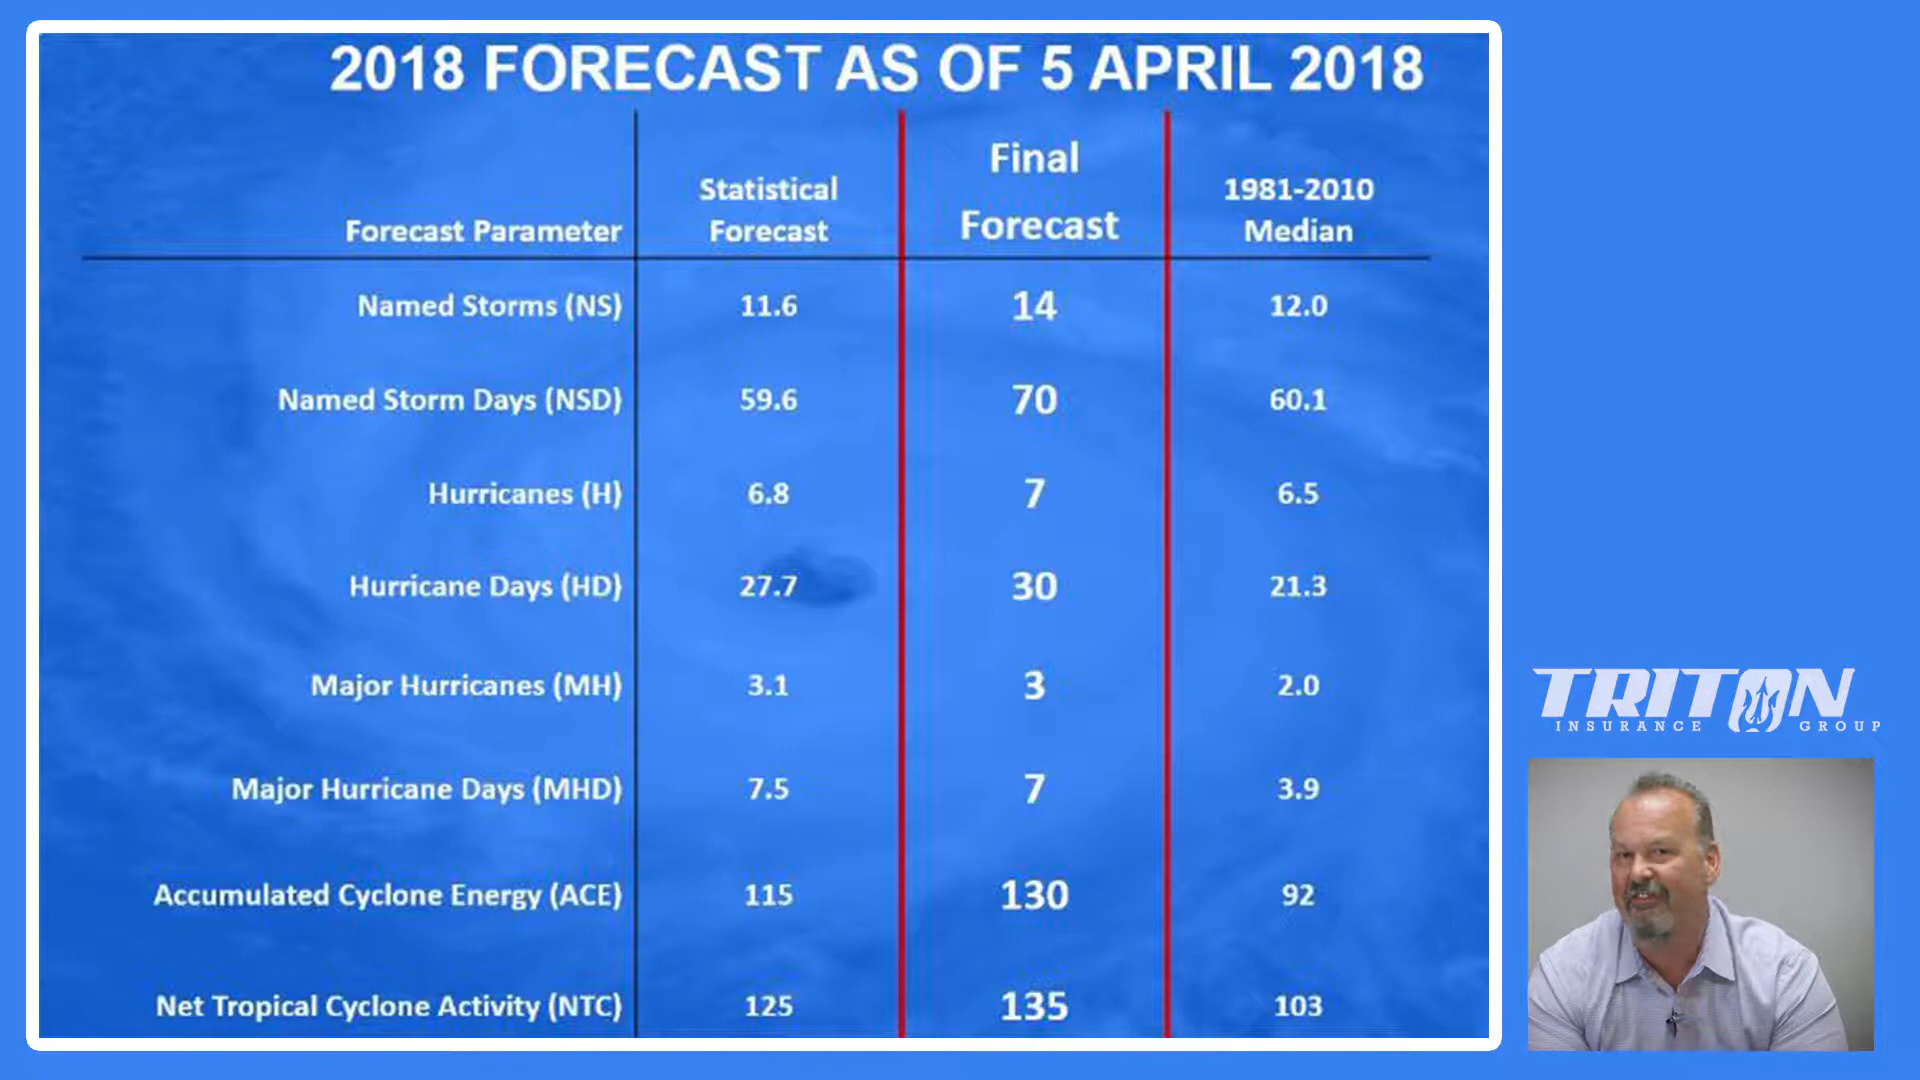 2018 FORECAST AS OF 5 APRIL 2018
Forecast Parameter
Statistical
Forecast
Final
Forecast
1981-2010
Median
Named Storms (NS) 11.6 14 12.0
Named Storm Days (NSD) 59.6 70 60.1
Hurricanes (H) 6.8 7 6.5
Hurricane Days (HD) 27.7 30 21.3
Major Hurricanes (MH) 3.1 3 2.0
Major Hurricane Days (MHD) 7.5 7 3.9
Accumulated Cyclone Energy (ACE) 115 130 92
Net Tropical Cyclone Activity (NTC) 125 135 103
TRITON
INSURANCE GROUP